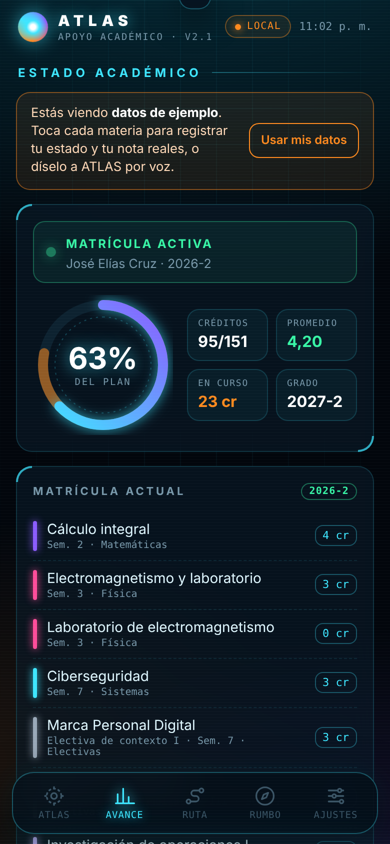 ATLAS
APOYO ACADÉMICO · V2.1
LOCAL
11:02 p. m.
ESTADO ACADÉMICO
Estás viendo datos de ejemplo.
Toca cada materia para registrar
tu estado y tu nota reales, o
díselo a ATLAS por voz.
Usar mis datos
MATRÍCULA ACTIVA
José Elías Cruz · 2026-2
63%
DEL PLAN
CRÉDITOS
95/151
PROMEDIO
4,20
EN CURSO
23 cr
GRADO
2027-2
MATRÍCULA ACTUAL
2026-2
Cálculo integral
Sem. 2 · Matemáticas
4 cr
Electromagnetismo y laboratorio
Sem. 3 · Física
3 cr
Laboratorio de electromagnetismo
Sem. 3 · Física
0 cr
Ciberseguridad
Sem. 7 · Sistemas
3 cr
Marca Personal Digital
Electiva de contexto I · Sem. 7 ·
Electivas
3 cr
ATLAS
AVANCE
RUTA
RUMBO
AJUSTES
Investigación de operaciones I